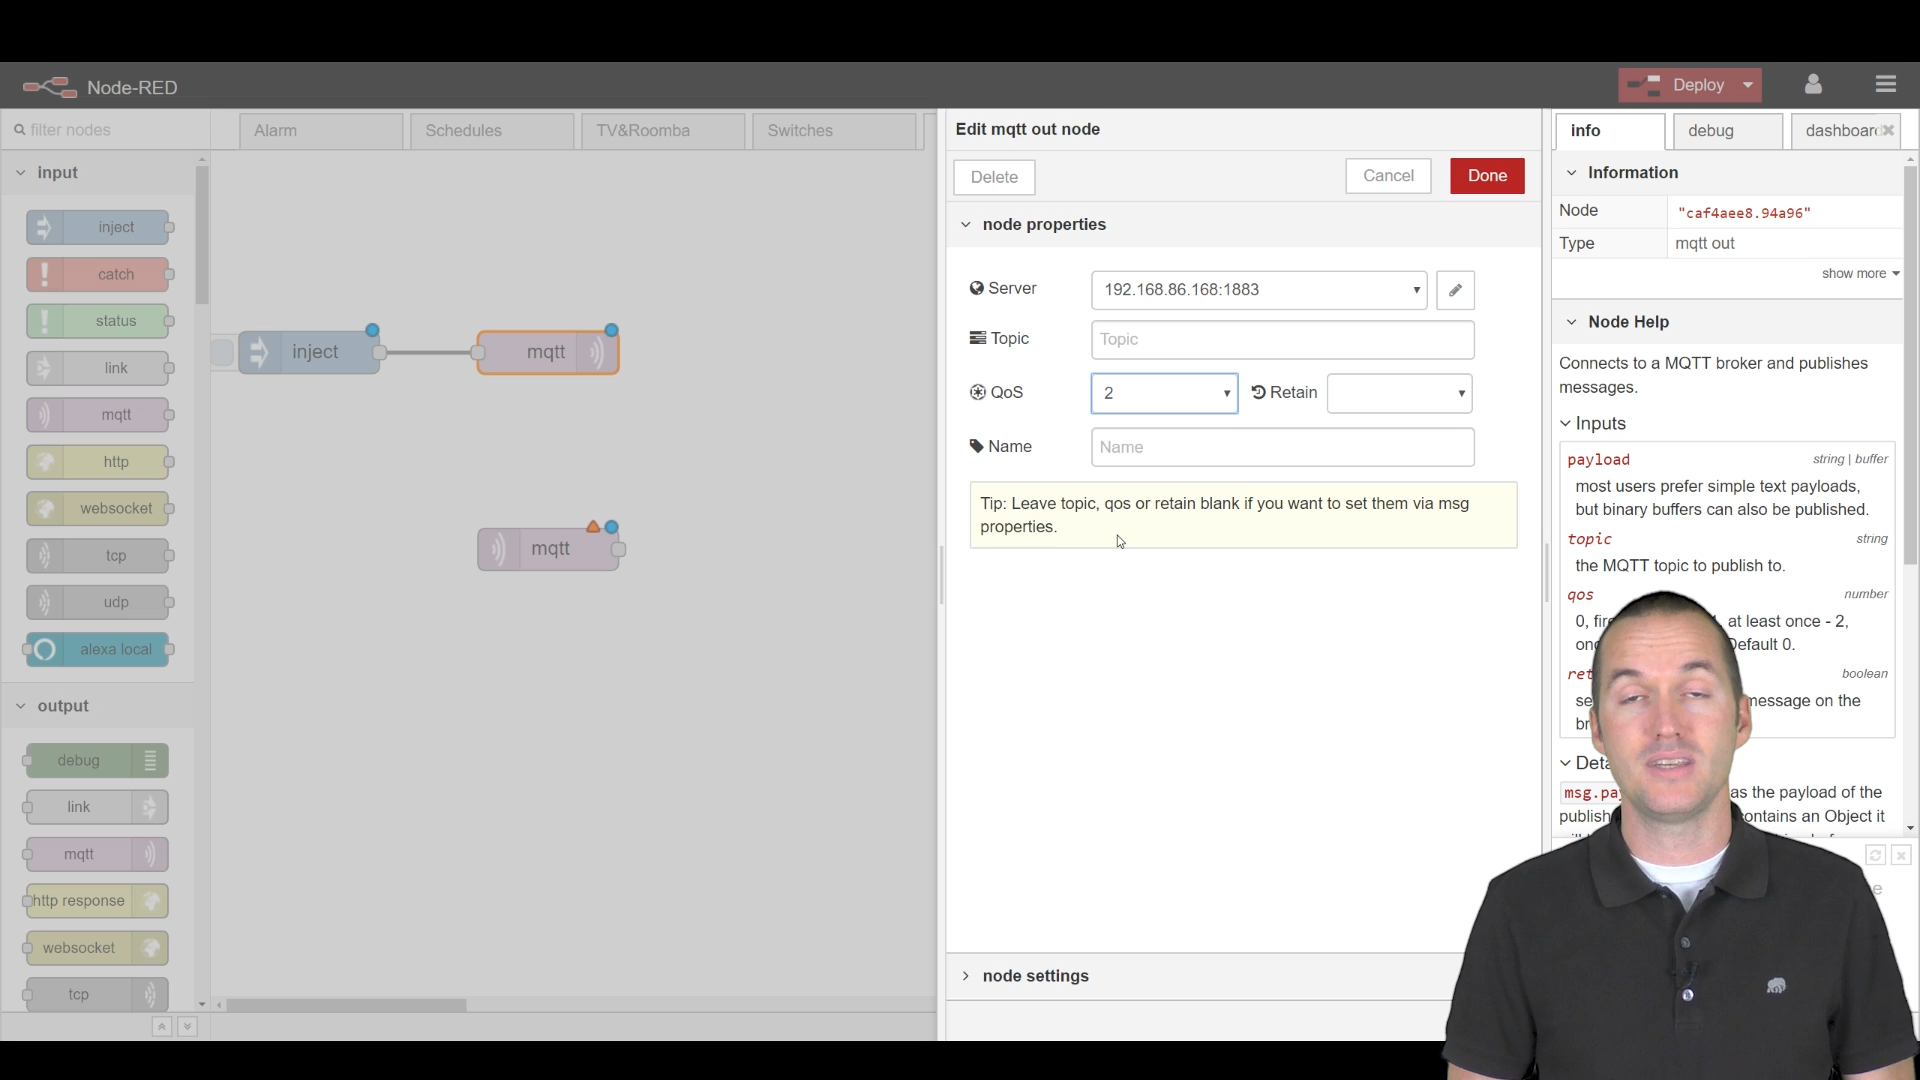 Node-RED
Deploy
filter nodes
Alarm
Schedules
TV&Roomba
Switches
input
inject
catch
status
link
mqtt
http
websocket
tcp
udp
alexa local
output
debug
link
mqtt
http response
websocket
tcp
inject
mqtt
mqtt
Edit mqtt out node
Delete
Cancel
Done
node properties
Server
192.168.86.168:1883
Topic
Topic
QoS
2
Retain
Name
Name
Tip: Leave topic, qos or retain blank if you want to set them via msg
properties.
node settings
info
debug
dashboar
Information
Node
"caf4aee8.94a96"
Type
mqtt out
show more
Node Help
Connects to a MQTT broker and publishes
messages.
Inputs
payload
string | buffer
most users prefer simple text payloads,
but binary buffers can also be published.
topic
string
the MQTT topic to publish to.
qos
number
0, fire at least once - 2,
Default 0.
boolean
message on the
msg.pay as the payload of the
publish contains an Object it